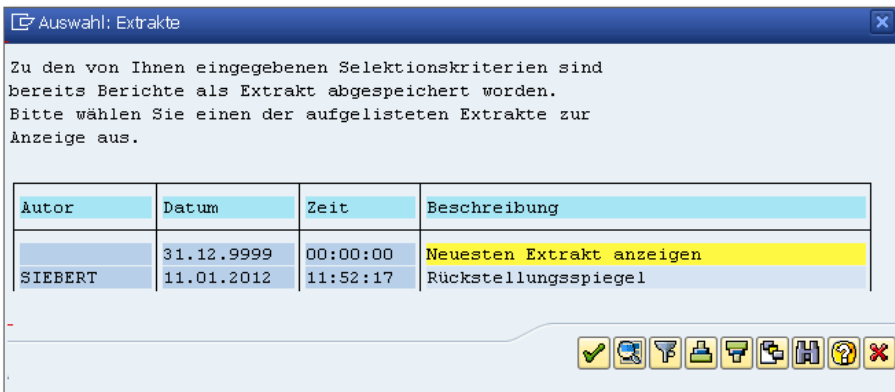 Auswahl: Extrakte
Zu den von Ihnen eingegebenen Selektionskriterien sind
bereits Berichte als Extrakt abgespeichert worden.
Bitte wählen Sie einen der aufgelisteten Extrakte zur
Anzeige aus.
Autor Datum Zeit Beschreibung
31.12.9999 00:00:00 Neuesten Extrakt anzeigen
SIEBERT 11.01.2012 11:52:17 Rückstellungsspiegel